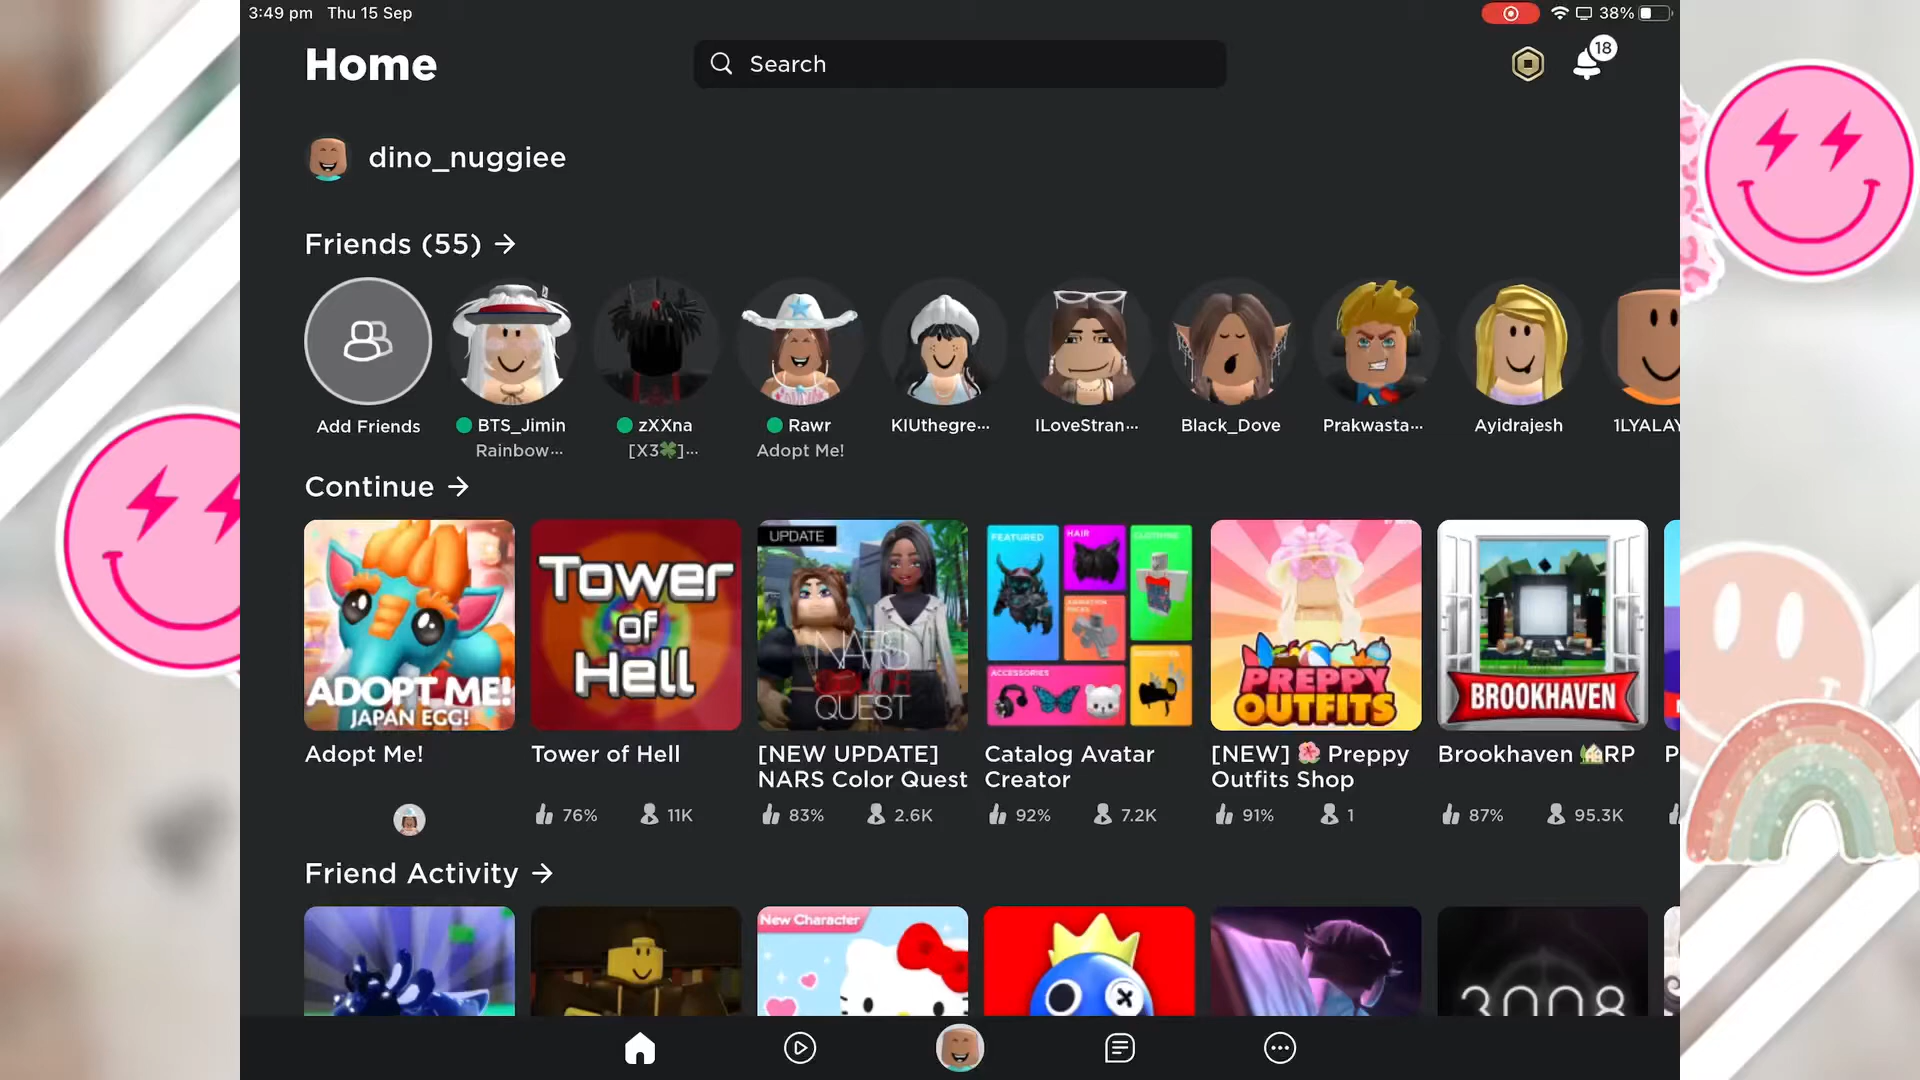 3:49 pm Thu 15 Sep
38%
Home
Search
18
dino_nuggiee
Friends (55) →
Add Friends
BTS_Jimin
Rainbow...
zXXna
[X3🍀]...
Rawr
Adopt Me!
KIUthegre...
ILoveStran...
Black_Dove
Prakwasta...
Ayidrajesh
1LYALAY
Continue →
ADOPT ME!
JAPAN EGG!
TOWER
of
Hell
UPDATE
NARS
QUEST
FEATURED
HAIR
CLOTHING
ANIMATION
PACKS
ACCESSORIES
PREPPY
OUTFITS
BROOKHAVEN
Adopt Me!
Tower of Hell
76% 11K
[NEW UPDATE]
NARS Color Quest
83% 2.6K
Catalog Avatar
Creator
92% 7.2K
[NEW] 🌺 Preppy
Outfits Shop
91% 1
Brookhaven 🏡RP
87% 95.3K
P
Friend Activity →
New Character
3008